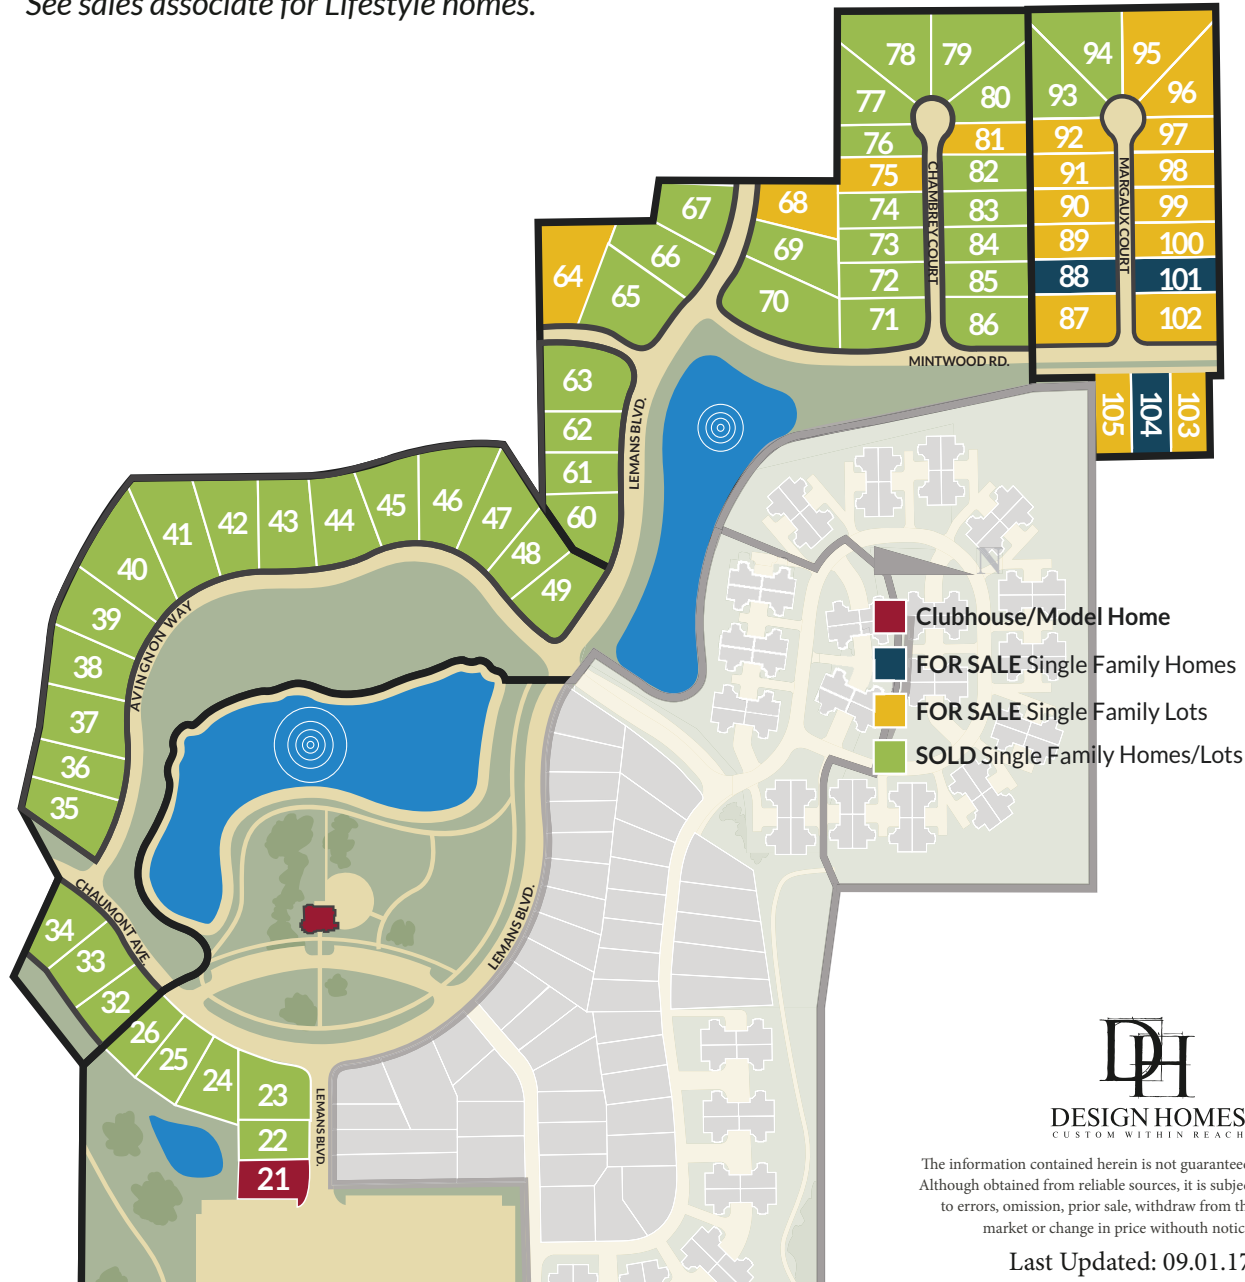 See sales associate for Lifestyle homes.
78 79 94 95
77 80 93 96
76 81 92 97
75 82 91 98
74 83 90 99
73 84 89 100
72 85 88 101
71 86 87 102
CHAMBREY COURT
MARGAUX COURT
67 68
66 69
64 65 70
MINTWOOD RD.
105 104 103
63
62
61
60
LEMANS BLVD.
40 41 42 43 44 45 46 47 48 49
39
38
37
36
35
AVINGNON WAY
N
Clubhouse/Model Home
FOR SALE Single Family Homes
FOR SALE Single Family Lots
SOLD Single Family Homes/Lots
CHAUMONT AVE.
LEMANS BLVD.
34
33
32
26
25
24
23
22
21
LEMANS BLVD.
DH
DESIGN HOMES
CUSTOM WITHIN REACH
The information contained herein is not guarantee
Although obtained from reliable sources, it is subje
to errors, omission, prior sale, withdraw from th
market or change in price withouth notic
Last Updated: 09.01.17